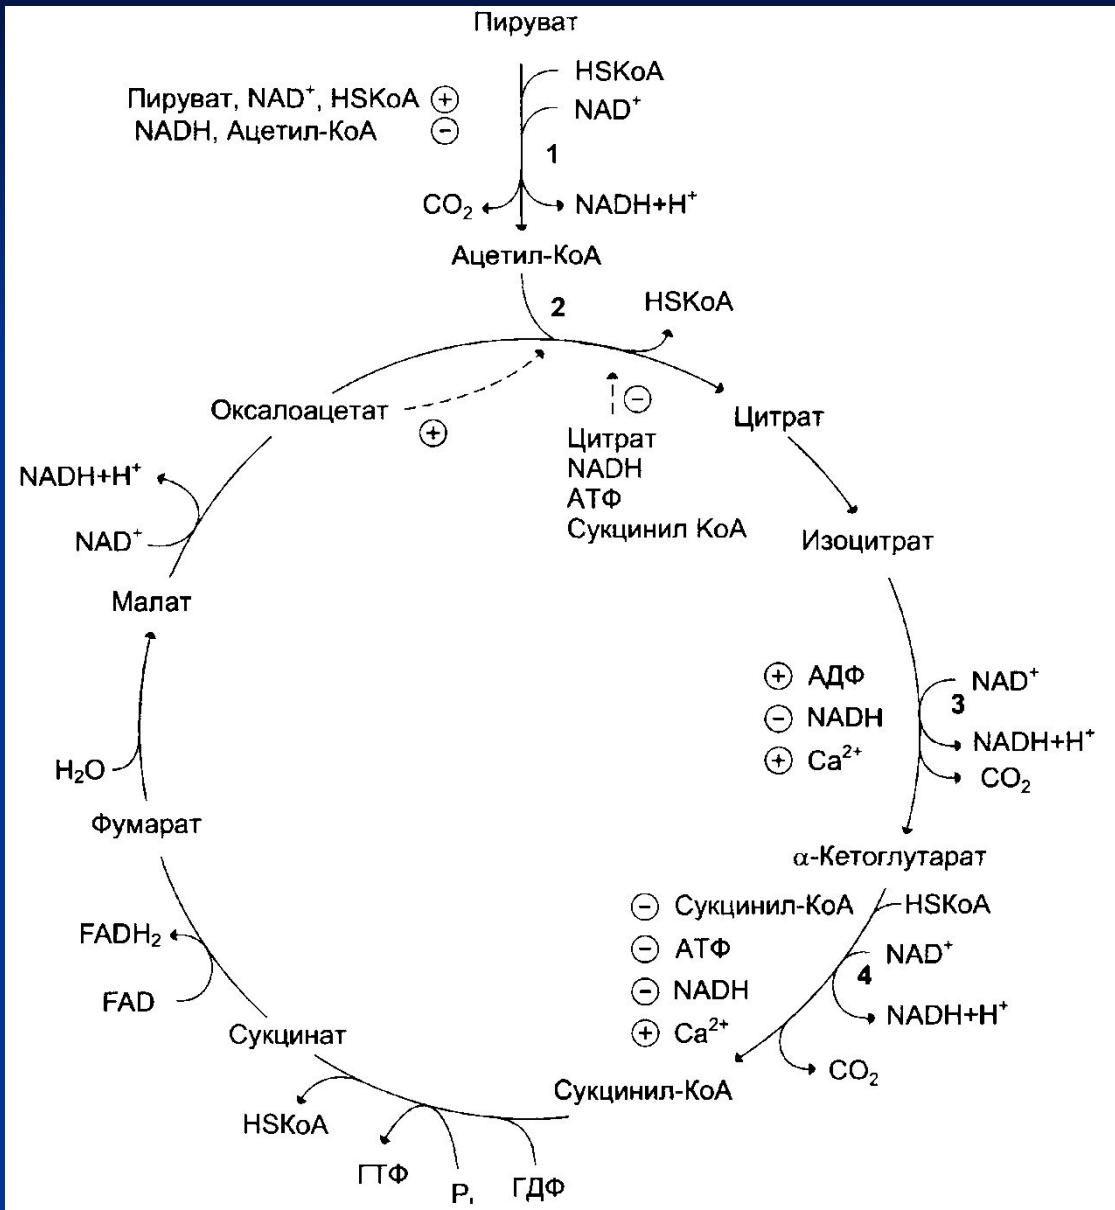 Пируват
HSKoA
Пируват, NAD⁺, HSKoA ⊕
NAD⁺
NADH, Ацетил-КоА ⊖
1
CO₂
NADH+H⁺
Ацетил-КоА
2
HSKoA
Оксалоацетат
⊕
⊖
Цитрат
Цитрат
NADH
АТФ
Сукцинил КоА
NADH+H⁺
NAD⁺
Изоцитрат
Малат
⊕ АДФ
⊖ NADH
⊕ Ca²⁺
NAD⁺
3
NADH+H⁺
CO₂
H₂O
Фумарат
α-Кетоглутарат
⊖ Сукцинил-КоА
⊖ АТФ
⊖ NADH
⊕ Ca²⁺
HSKoA
NAD⁺
4
NADH+H⁺
CO₂
FADH₂
FAD
Сукцинат
Сукцинил-КоА
HSKoA
ГТФ
Pᵢ
ГДФ